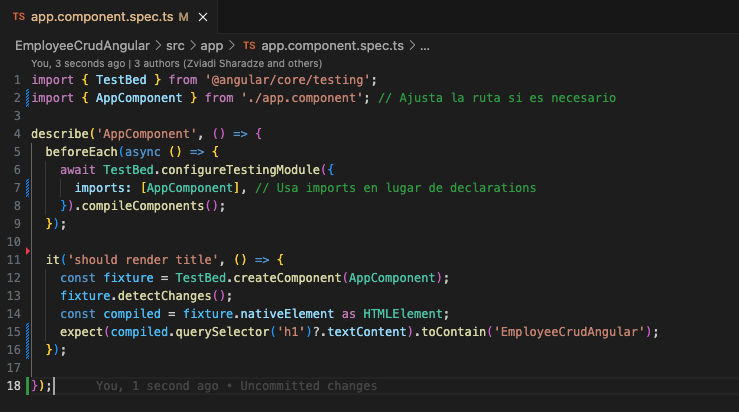 TS app.component.spec.ts M ×
EmployeeCrudAngular > src > app > TS app.component.spec.ts > ...
You, 3 seconds ago | 3 authors (Zviadi Sharadze and others)
1 import { TestBed } from '@angular/core/testing';
2 import { AppComponent } from './app.component'; // Ajusta la ruta si es necesario
3
4 describe('AppComponent', () => {
5   beforeEach(async () => {
6     await TestBed.configureTestingModule({
7       imports: [AppComponent], // Usa imports en lugar de declarations
8     }).compileComponents();
9   });
10
11   it('should render title', () => {
12     const fixture = TestBed.createComponent(AppComponent);
13     fixture.detectChanges();
14     const compiled = fixture.nativeElement as HTMLElement;
15     expect(compiled.querySelector('h1')?.textContent).toContain('EmployeeCrudAngular');
16   });
17
18 }); You, 1 second ago • Uncommitted changes